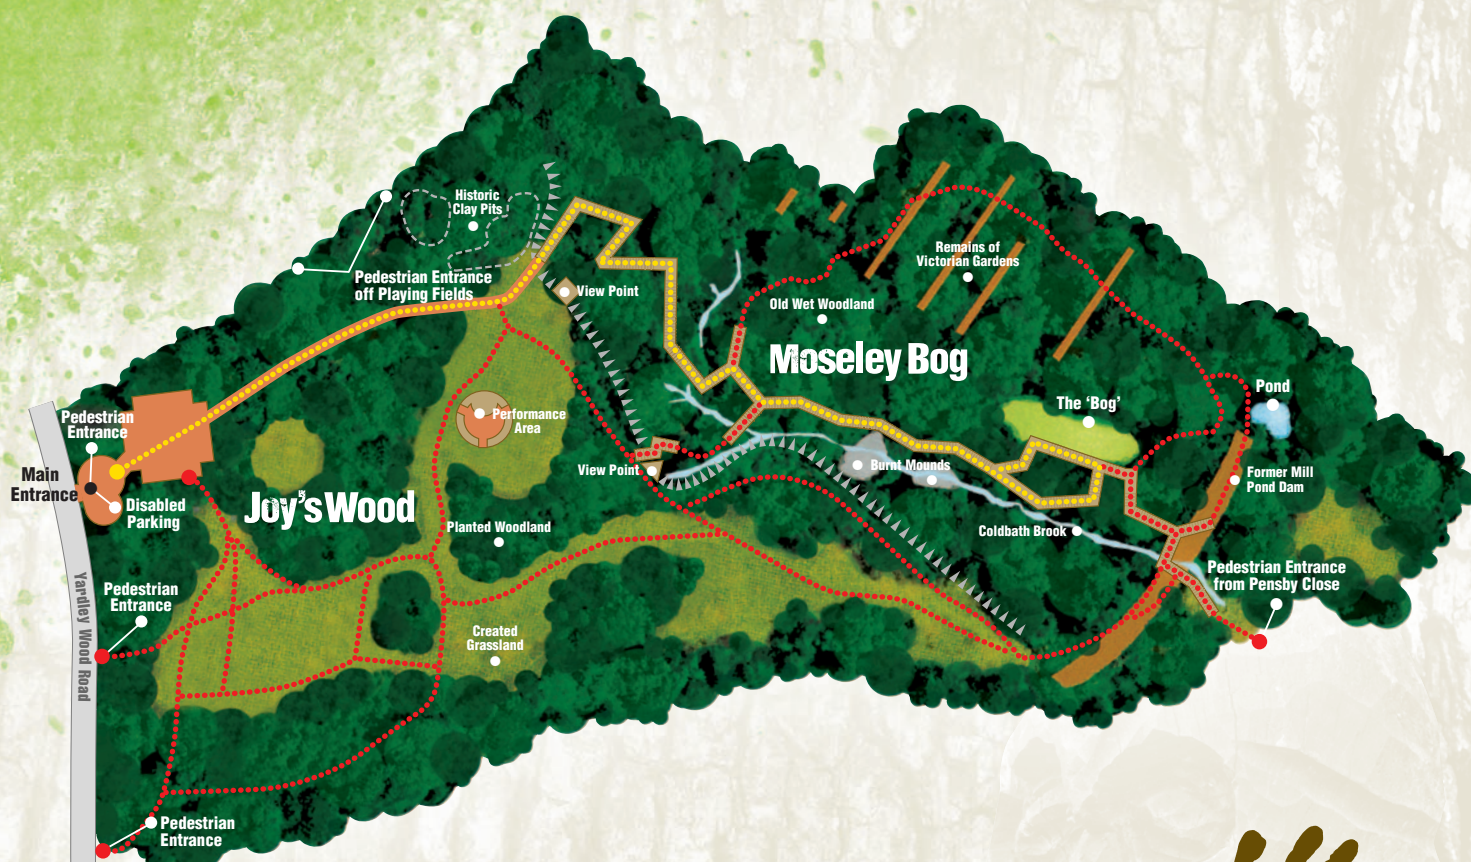 Historic
Clay Pits
Pedestrian Entrance
off Playing Fields
View Point
Remains of
Victorian Gardens
Old Wet Woodland
Moseley Bog
Pond
The ‘Bog’
Pedestrian
Entrance
Performance
Area
Main
Entrance
View Point
Burnt Mounds
Former Mill
Pond Dam
Disabled
Parking
Joy’s Wood
Planted Woodland
Coldbath Brook
Pedestrian Entrance
from Pensby Close
Yardley Wood Road
Pedestrian
Entrance
Created
Grassland
Pedestrian
Entrance